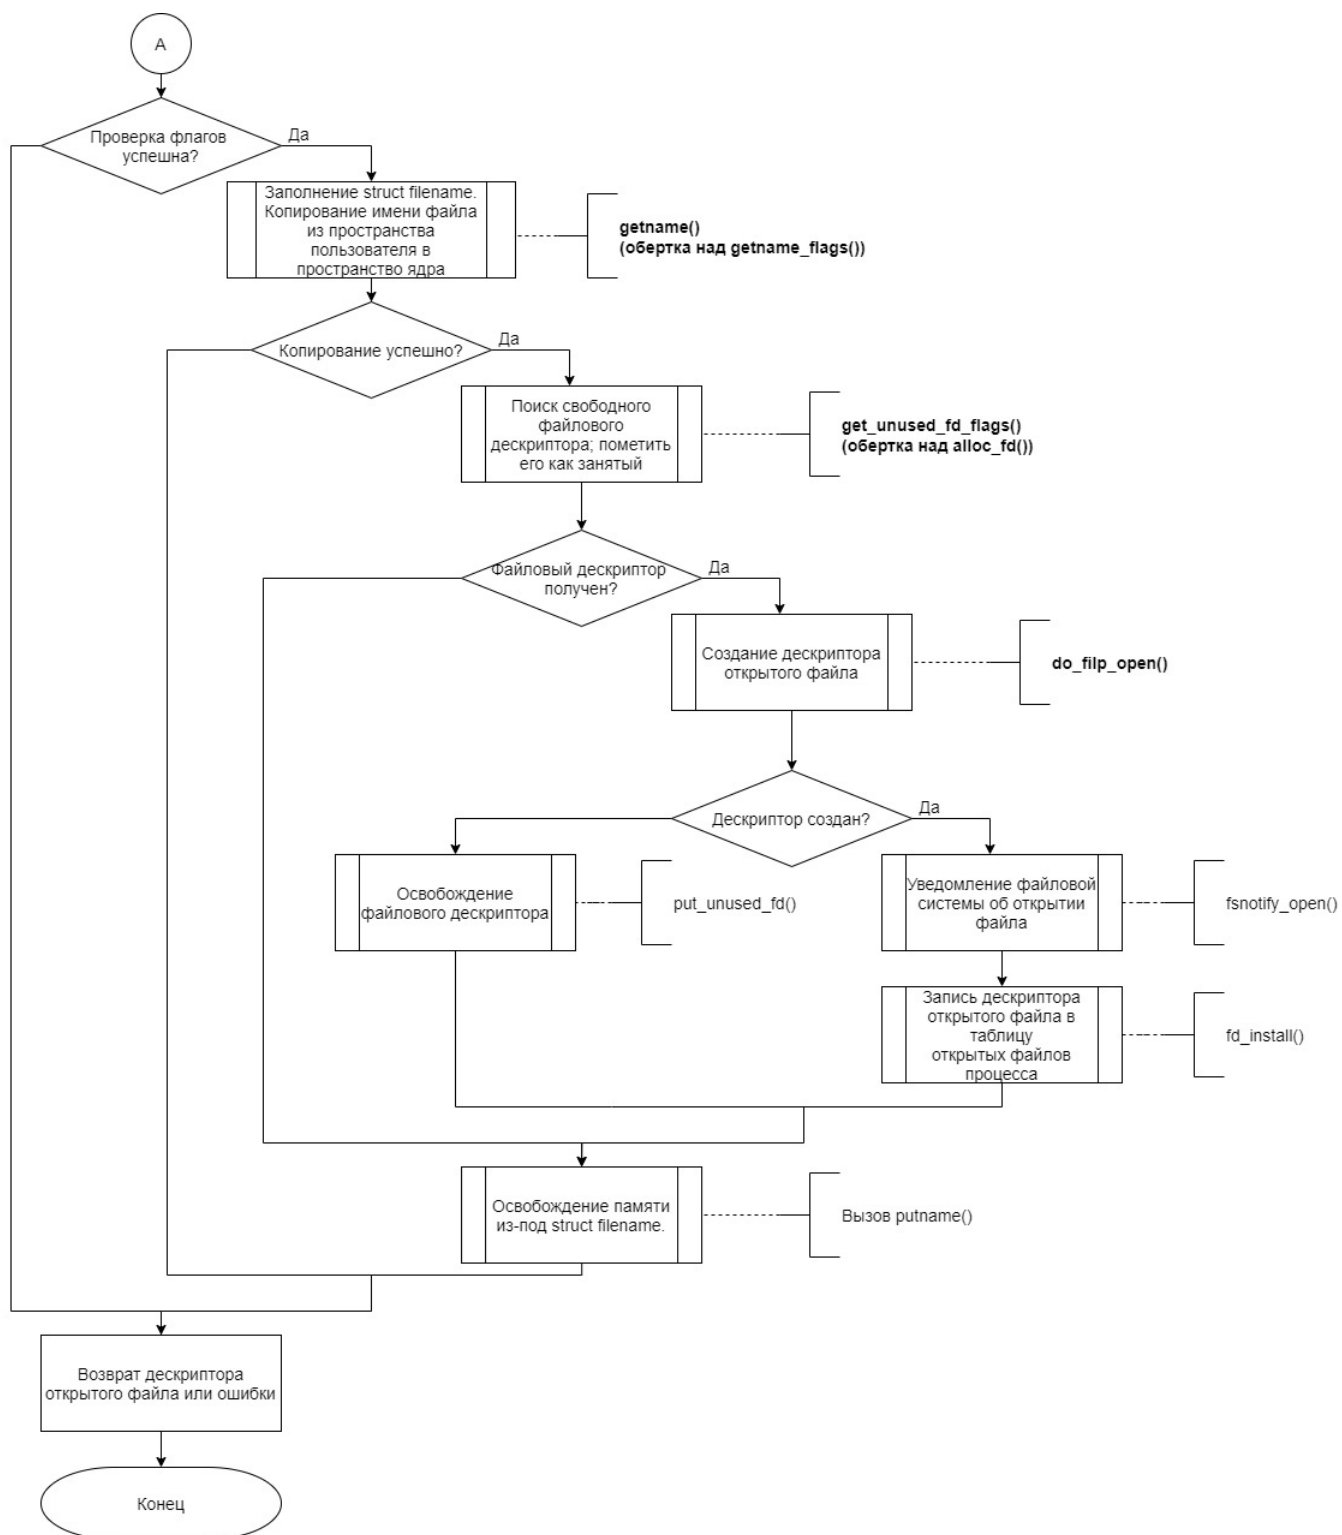 А
Проверка флагов
успешна?
Да
Заполнение struct filename.
Копирование имени файла
из пространства
пользователя в
пространство ядра
getname()
(обертка над getname_flags())
Копирование успешно?
Да
Поиск свободного
файлового
дескриптора; пометить
его как занятый
get_unused_fd_flags()
(обертка над alloc_fd())
Файловый дескриптор
получен?
Да
Создание дескриптора
открытого файла
do_filp_open()
Дескриптор создан?
Да
Освобождение
файлового дескриптора
put_unused_fd()
Уведомление файловой
системы об открытии
файла
fsnotify_open()
Запись дескриптора
открытого файла в
таблицу
открытых файлов
процесса
fd_install()
Освобождение памяти
из-под struct filename.
Вызов putname()
Возврат дескриптора
открытого файла или ошибки
Конец